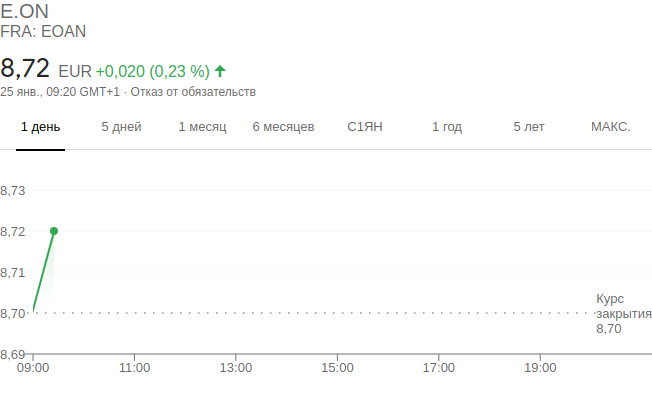 E.ON
FRA: EOAN
8,72 EUR +0,020 (0,23 %)
25 янв., 09:20 GMT+1 · Отказ от обязательств
1 день 5 дней 1 месяц 6 месяцев С1ЯН 1 год 5 лет МАКС.
8,73
8,72
8,71
Курс
закрытия
8,70
8,70
8,69
09:00 11:00 13:00 15:00 17:00 19:00